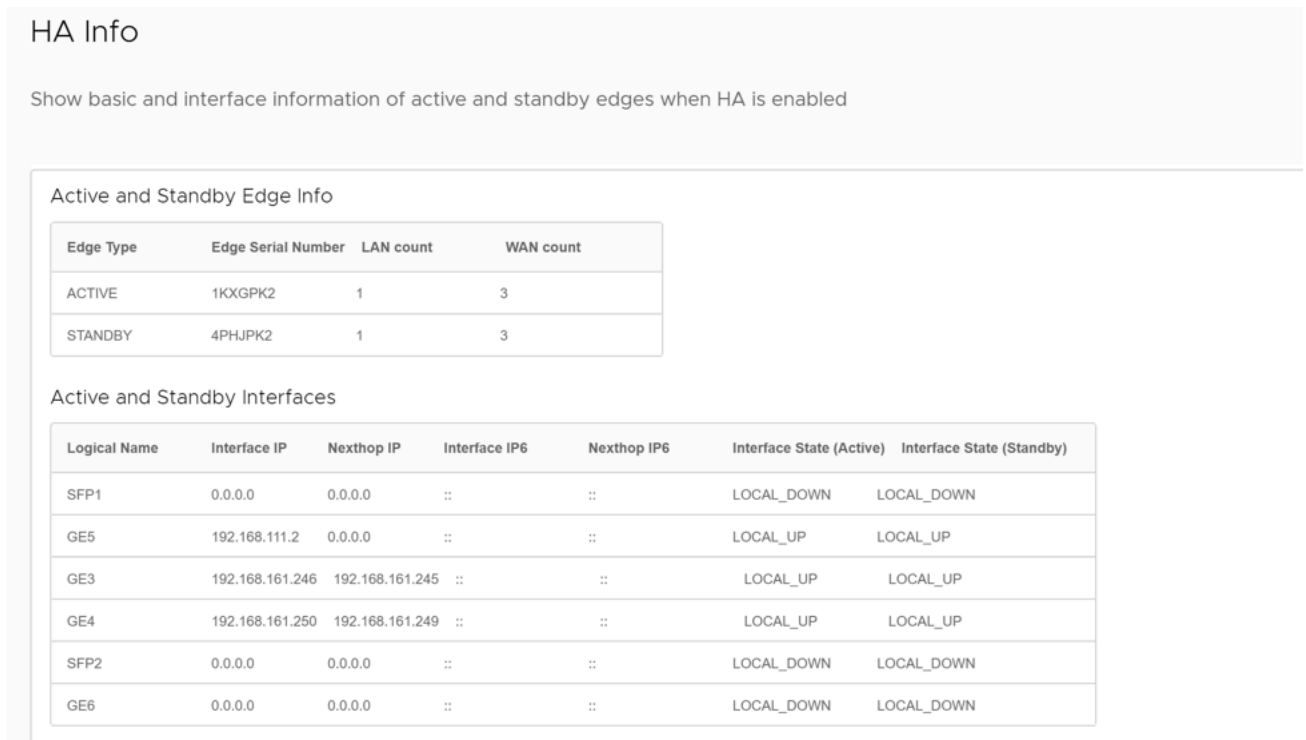 HA Info
Show basic and interface information of active and standby edges when HA is enabled
Active and Standby Edge Info
Edge Type Edge Serial Number LAN count WAN count
ACTIVE 1KXGPK2 1 3
STANDBY 4PHJPK2 1 3
Active and Standby Interfaces
Logical Name Interface IP Nexthop IP Interface IP6 Nexthop IP6 Interface State (Active) Interface State (Standby)
SFP1 0.0.0.0 0.0.0.0 :: :: LOCAL_DOWN LOCAL_DOWN
GE5 192.168.111.2 0.0.0.0 :: :: LOCAL_UP LOCAL_UP
GE3 192.168.161.246 192.168.161.245 :: :: LOCAL_UP LOCAL_UP
GE4 192.168.161.250 192.168.161.249 :: :: LOCAL_UP LOCAL_UP
SFP2 0.0.0.0 0.0.0.0 :: :: LOCAL_DOWN LOCAL_DOWN
GE6 0.0.0.0 0.0.0.0 :: :: LOCAL_DOWN LOCAL_DOWN